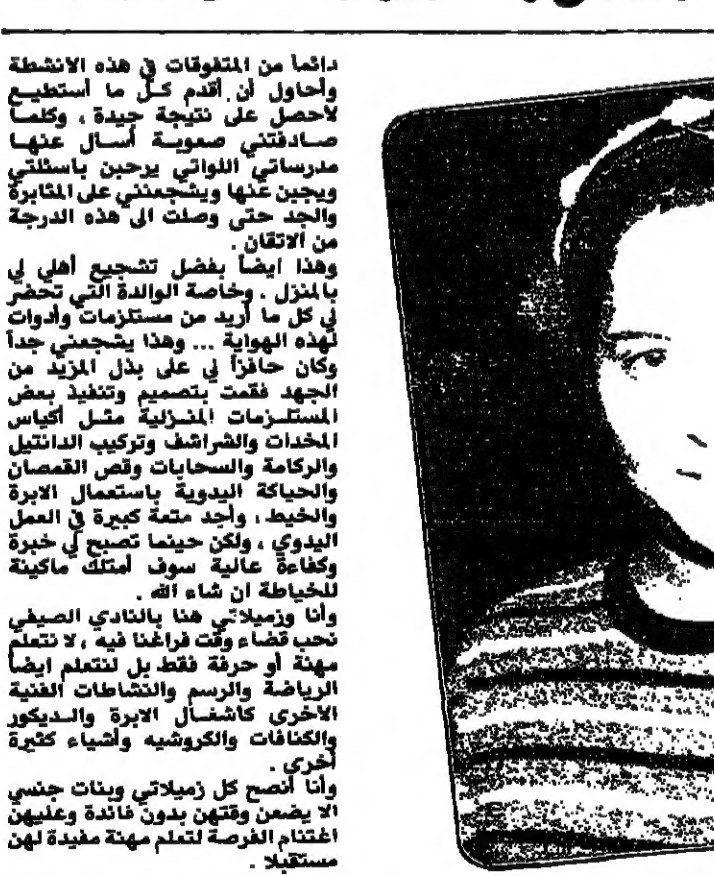 دائماً من المتفوقات في هذه الانشطة
وأحاول أن أقدم كل ما أستطيع
لاحصل على نتيجة جيدة ، وكلما
صادفتني صعوبة أسال عنها
مدرساتي اللواتي يرحبن باسئلتي
ويجبن عنها ويشجعنني على المثابرة
والجد حتى وصلت الى هذه الدرجة
من الاتقان .
وهذا ايضاً بفضل تشجيع أهلي لي
بالمنزل . وخاصة الوالدة التي تحضر
لي كل ما أريد من مستلزمات وأدوات
لهذه الهواية ... وهذا يشجعني جداً
وكان حافزاً لي على بذل المزيد من
الجهد فقمت بتصميم وتنفيذ بعض
المستلزمات المنزلية مثل أكياس
المخدات والشراشف وتركيب الدانتيل
والركامة والسحابات وقص القمصان
والحياكة اليدوية باستعمال الابرة
والخيط ، وأجد متعة كبيرة في العمل
اليدوي ، ولكن حينما تصبح لي خبرة
وكفاءة عالية سوف أمتلك ماكينة
للخياطة ان شاء الله .
وأنا وزميلاتي هنا بالنادي الصيفي
نحب قضاء وقت فراغنا فيه ، لا نتعلم
مهنة أو حرفة فقط بل لنتعلم ايضاً
الرياضة والرسم والنشاطات الفنية
الاخرى كاشغال الابرة والديكور
والكنافات والكروشيه وأشياء كثيرة
أخرى .
وأنا أنصح كل زميلاتي وبنات جنسي
الا يضعن وقتهن بدون فائدة وعليهن
اغتنام الفرصة لتعلم مهنة مفيدة لهن
مستقبلا .